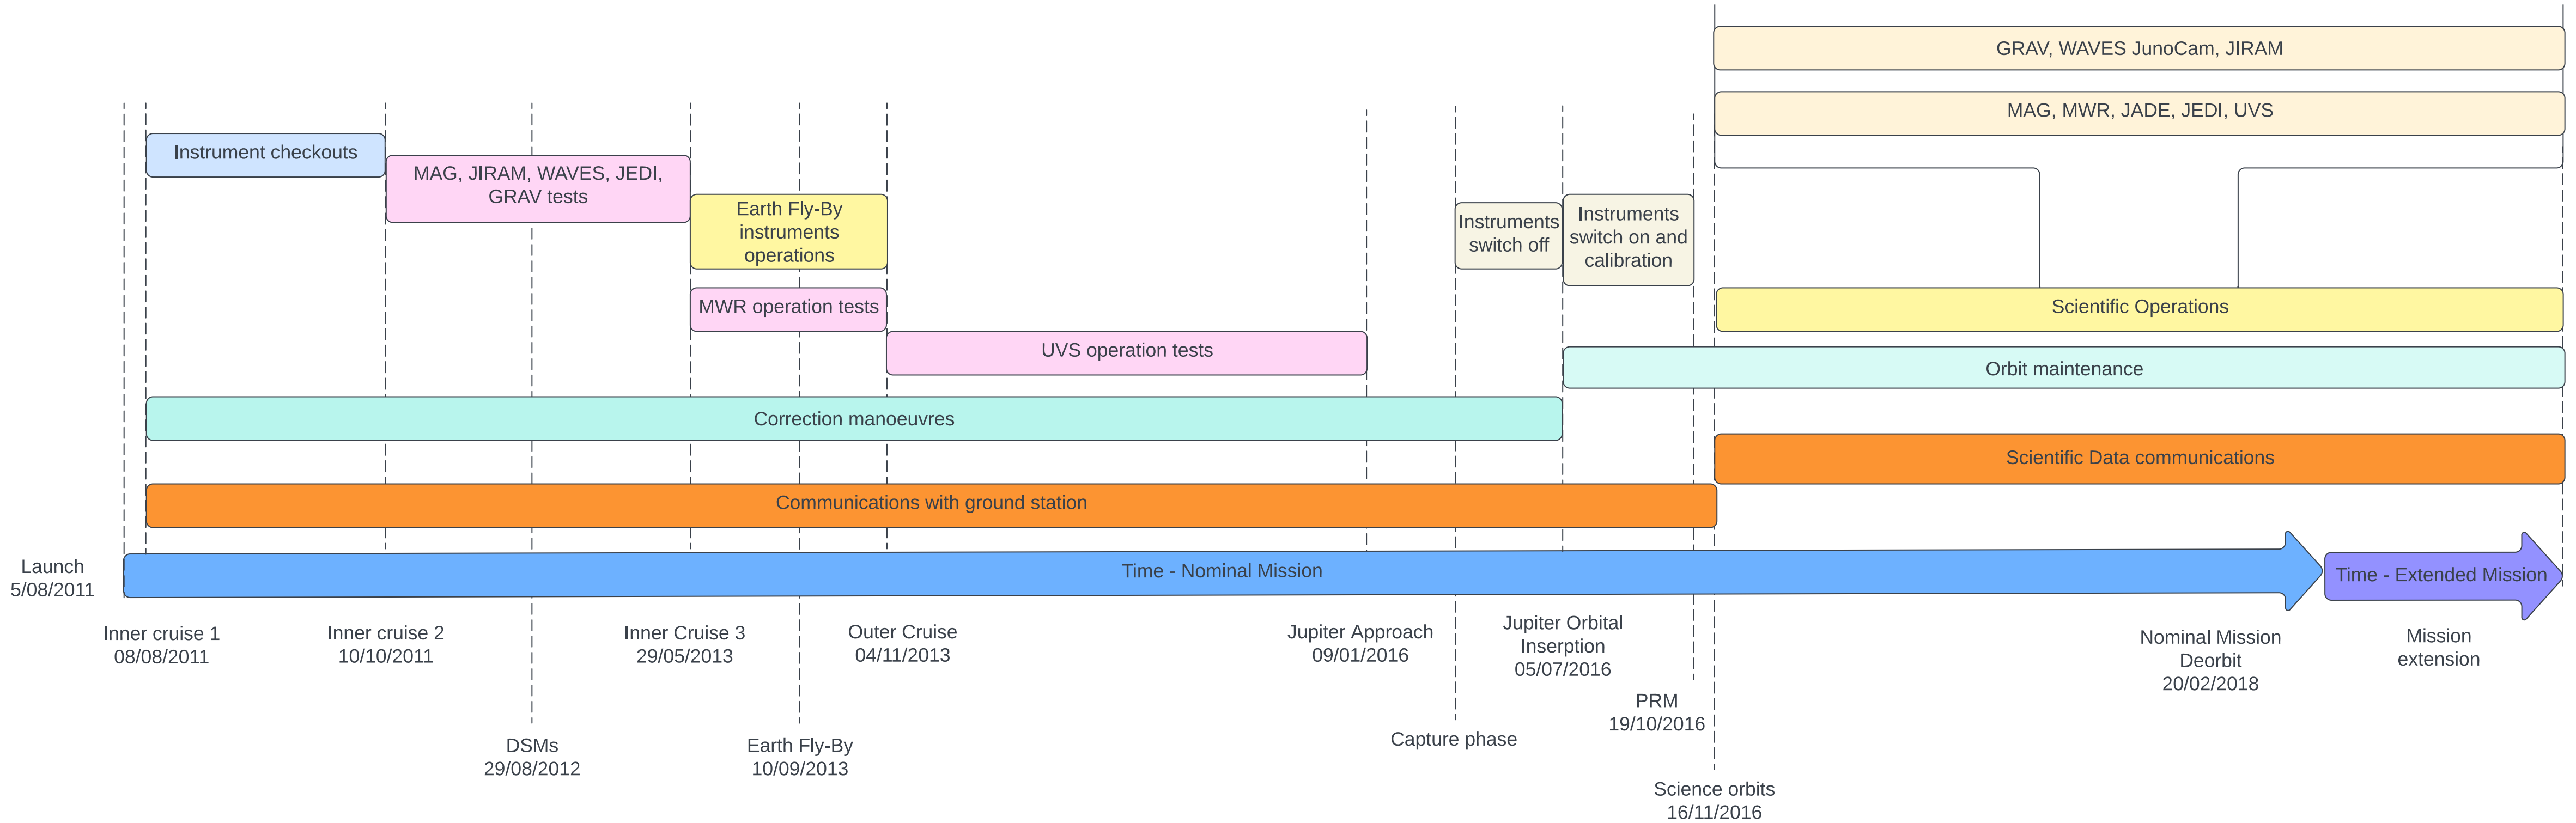 GRAV, WAVES JunoCam, JIRAM
MAG, MWR, JADE, JEDI, UVS
Instrument checkouts
MAG, JIRAM, WAVES, JEDI,
GRAV tests
Earth Fly-By
instruments
operations
Instruments
switch off
Instruments
switch on and
calibration
MWR operation tests
Scientific Operations
UVS operation tests
Orbit maintenance
Correction manoeuvres
Scientific Data communications
Communications with ground station
Launch
5/08/2011
Time - Nominal Mission
Time - Extended Mission
Inner cruise 1
08/08/2011
Inner cruise 2
10/10/2011
Inner Cruise 3
29/05/2013
Outer Cruise
04/11/2013
Jupiter Approach
09/01/2016
Jupiter Orbital
Inserption
05/07/2016
Nominal Mission
Deorbit
20/02/2018
Mission
extension
PRM
19/10/2016
DSMs
29/08/2012
Earth Fly-By
10/09/2013
Capture phase
Science orbits
16/11/2016